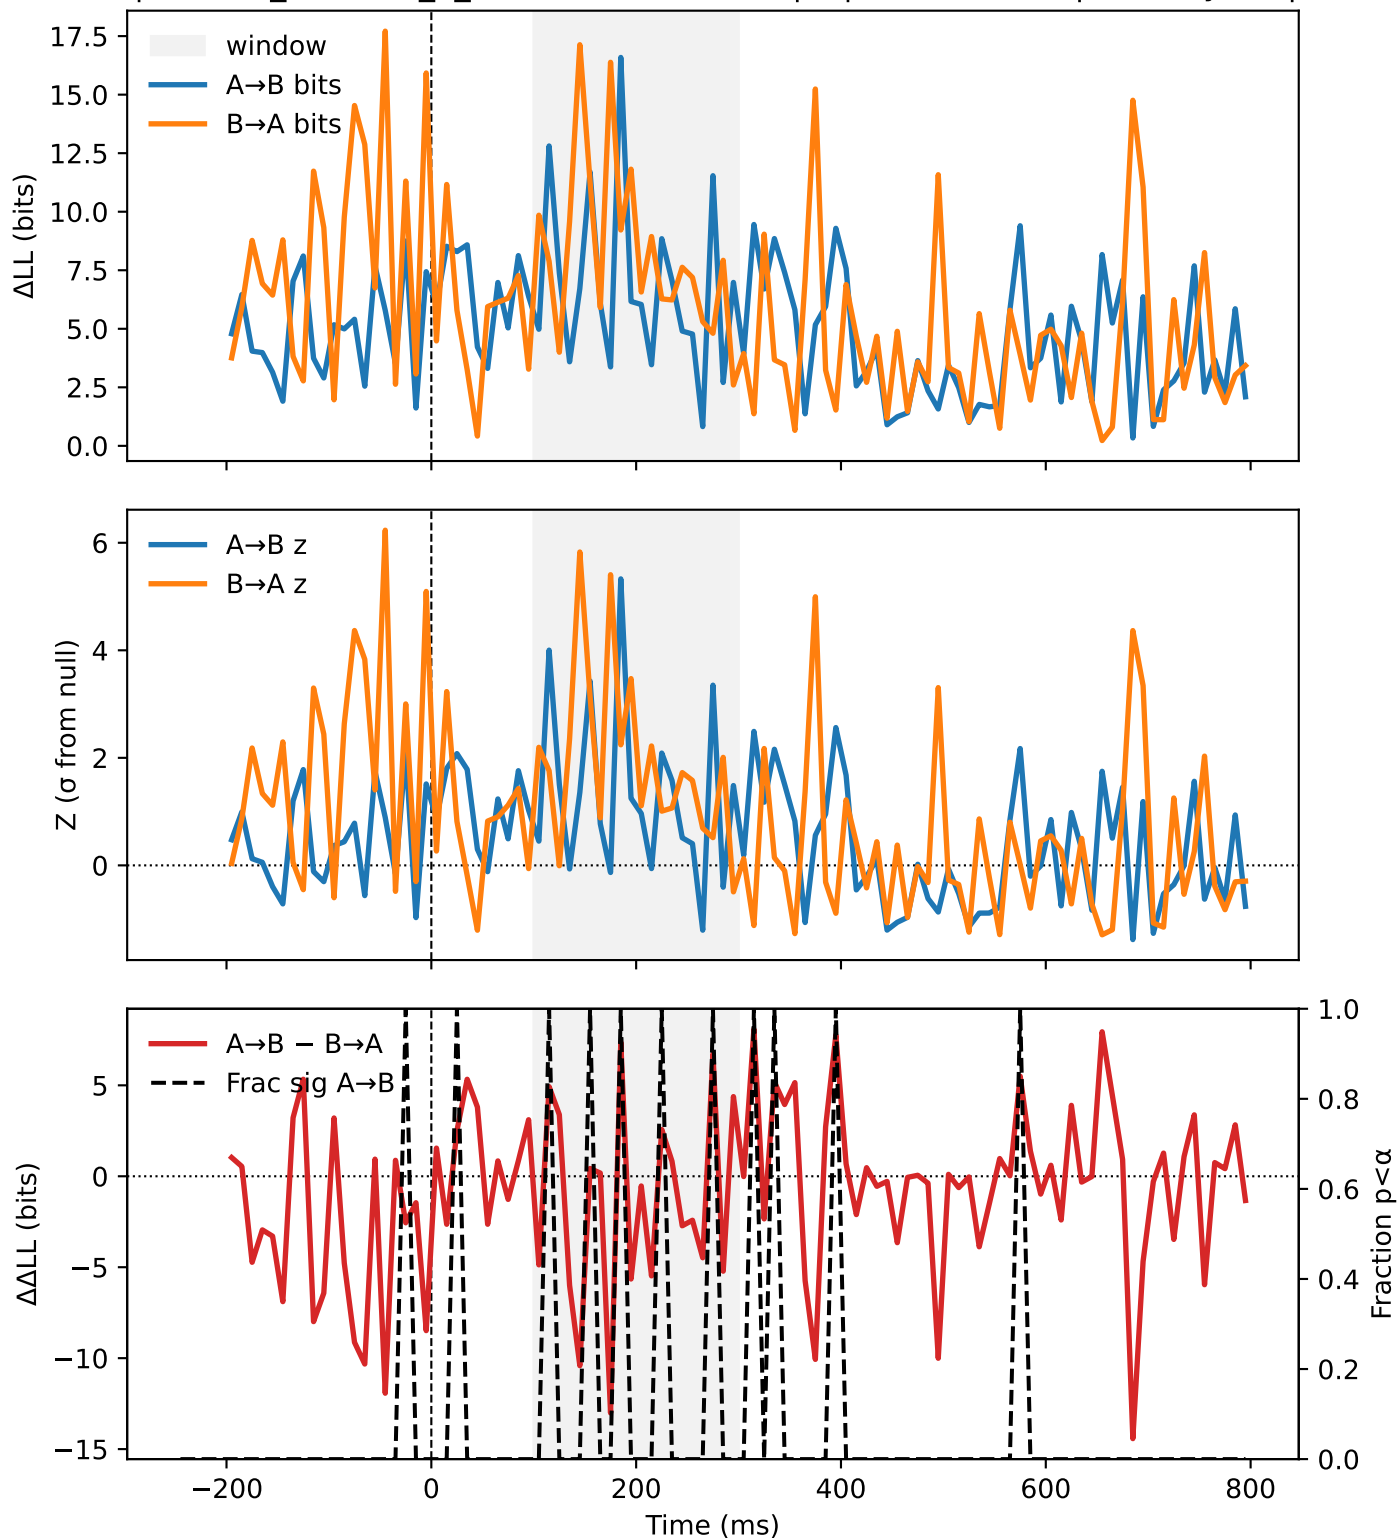 17.5
15.0
12.5
10.0
7.5
5.0
2.5
0.0
ΔLL (bits)
window
A→B bits
B→A bits
6
4
2
0
Z (σ from null)
A→B z
B→A z
5
0
−5
−10
−15
ΔΔLL (bits)
A→B − B→A
Frac sig A→B
1.0
0.8
0.6
0.4
0.2
0.0
Fraction p<α
−200
0
200
400
600
800
Time (ms)